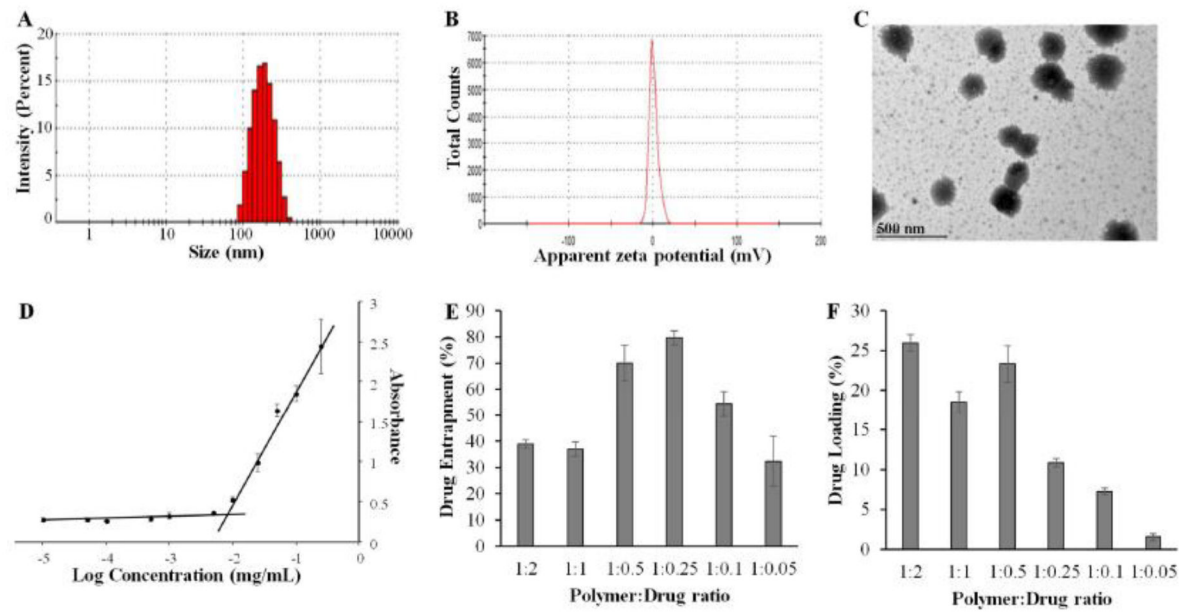 A
Intensity (Percent)
20
15
10
5
0
1 10 100 1000 10000
Size (nm)
B
Total Counts
7000
6000
5000
4000
3000
2000
1000
0
-100 0 100 200
Apparent zeta potential (mV)
C
500 nm
D
3
2.5
2
1.5
1
0.5
0
Absorbance
-5 -4 -3 -2 -1 0
Log Concentration (mg/mL)
E
Drug Entrapment (%)
90
80
70
60
50
40
30
20
10
0
1:2 1:1 1:0.5 1:0.25 1:0.1 1:0.05
Polymer:Drug ratio
F
Drug Loading (%)
30
25
20
15
10
5
0
1:2 1:1 1:0.5 1:0.25 1:0.1 1:0.05
Polymer:Drug ratio